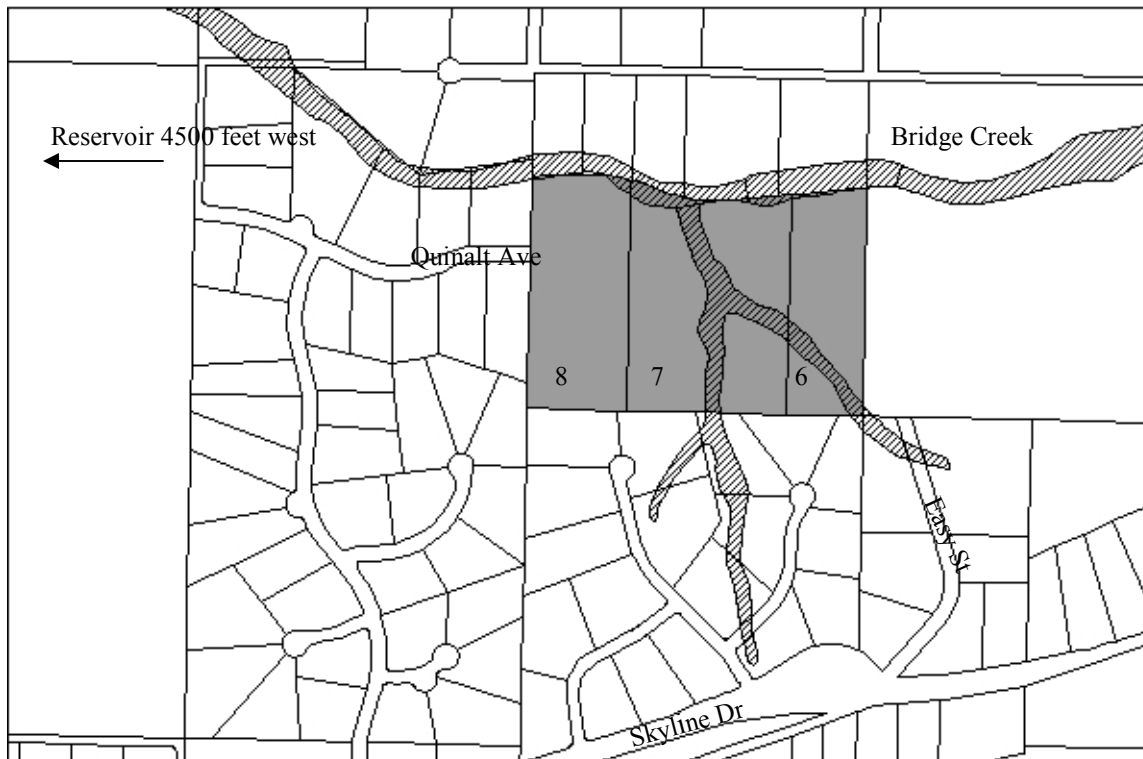 Reservoir 4500 feet west
Bridge Creek
Quinalt Ave
8
7
6
Easy St
Skyline Dr